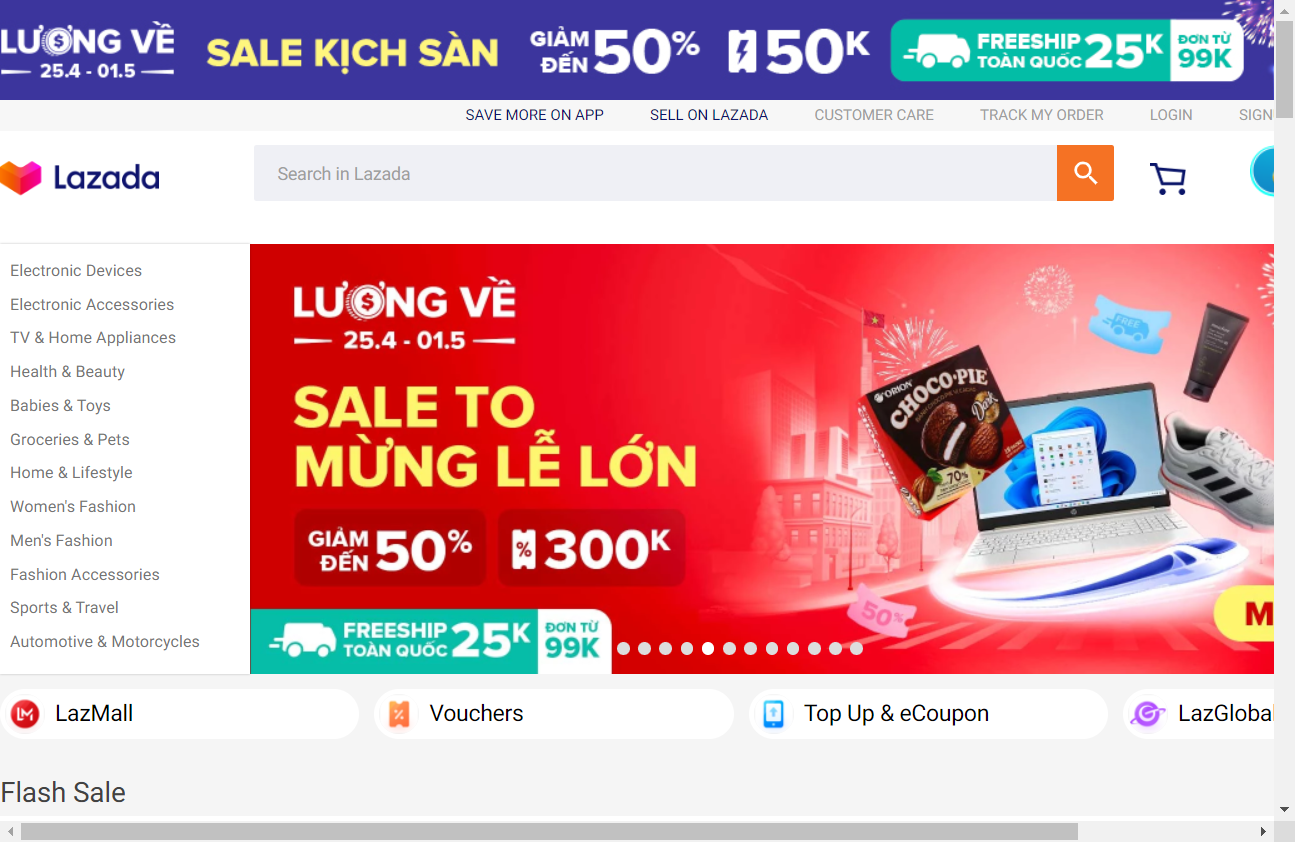 LƯƠNG VỀ
25.4 - 01.5
SALE KỊCH SÀN
GIẢM
ĐẾN
50%
50K
FREESHIP
TOÀN QUỐC
25K
ĐƠN TỪ
99K
SAVE MORE ON APP
SELL ON LAZADA
CUSTOMER CARE
TRACK MY ORDER
LOGIN
SIGN
Lazada
Search in Lazada
Electronic Devices
Electronic Accessories
TV & Home Appliances
Health & Beauty
Babies & Toys
Groceries & Pets
Home & Lifestyle
Women's Fashion
Men's Fashion
Fashion Accessories
Sports & Travel
Automotive & Motorcycles
LƯƠNG VỀ
25.4 - 01.5
SALE TO
MỪNG LỄ LỚN
GIẢM
ĐẾN
50%
%
300K
FREESHIP
TOÀN QUỐC
25K
ĐƠN TỪ
99K
FREE
ORION
CHOCO·PIE
Dark
70%
hp
50%
M
LM
LazMall
Vouchers
Top Up & eCoupon
LazGlobal
Flash Sale